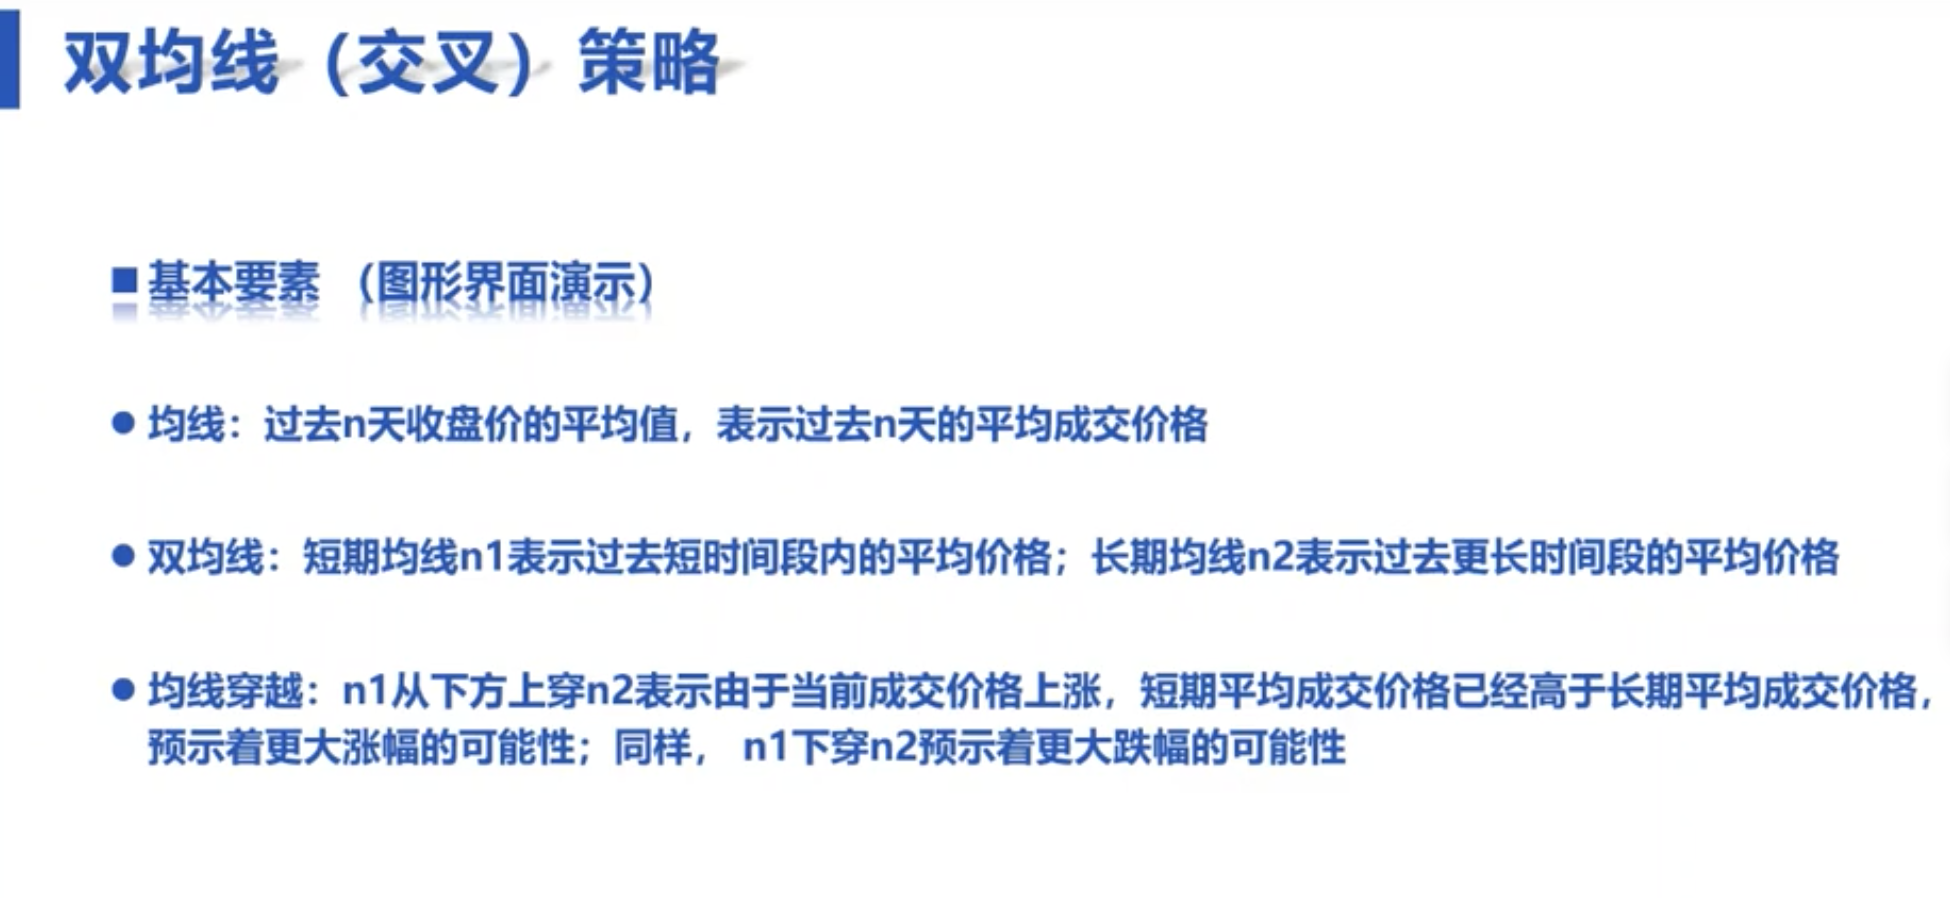 双均线（交叉）策略
■基本要素 （图形界面演示）
●均线：过去n天收盘价的平均值，表示过去n天的平均成交价格
●双均线：短期均线n1表示过去短时间段内的平均价格；长期均线n2表示过去更长时间段的平均价格
●均线穿越：n1从下方上穿n2表示由于当前成交价格上涨，短期平均成交价格已经高于长期平均成交价格，
预示着更大涨幅的可能性；同样， n1下穿n2预示着更大跌幅的可能性